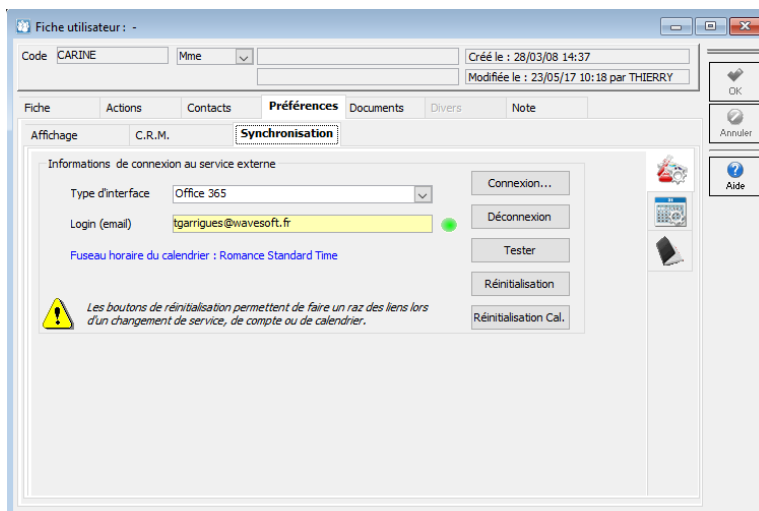 Fiche utilisateur : -
Code CARINE Mme Créé le : 28/03/08 14:37
Modifiée le : 23/05/17 10:18 par THIERRY
OK
Fiche Actions Contacts Préférences Documents Divers Note
Annuler
Affichage C.R.M. Synchronisation
Informations de connexion au service externe
Aide
Type d'interface Office 365 Connexion...
Login (email) tgarrigues@wavesoft.fr Déconnexion
Fuseau horaire du calendrier : Romance Standard Time Tester
Réinitialisation
Les boutons de réinitialisation permettent de faire un raz des liens lors
d'un changement de service, de compte ou de calendrier. Réinitialisation Cal.